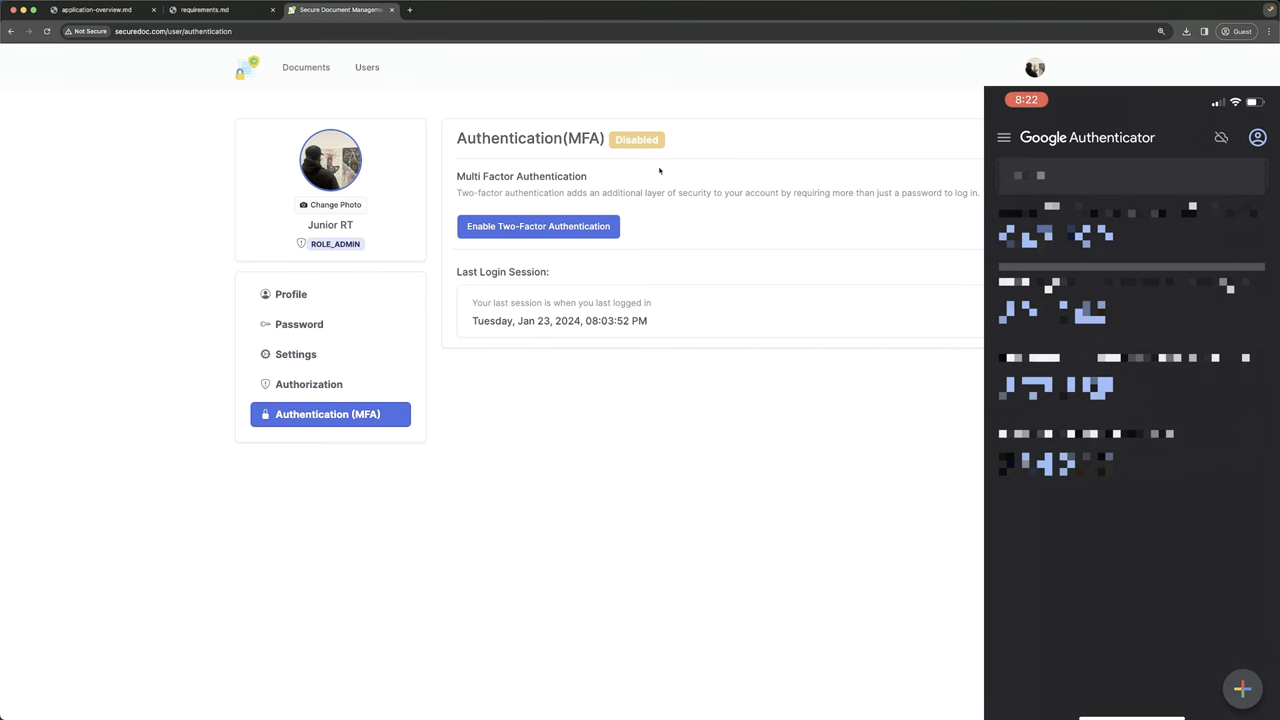 application-overview.md
requirements.md
Secure Document Managem
Not Secure
securedoc.com/user/authentication
Guest
Documents
Users
Change Photo
Junior RT
ROLE_ADMIN
Profile
Password
Settings
Authorization
Authentication (MFA)
Authentication(MFA) Disabled
Multi Factor Authentication
Two-factor authentication adds an additional layer of security to your account by requiring more than just a password to log in.
Enable Two-Factor Authentication
Last Login Session:
Your last session is when you last logged in
Tuesday, Jan 23, 2024, 08:03:52 PM
8:22
Google Authenticator